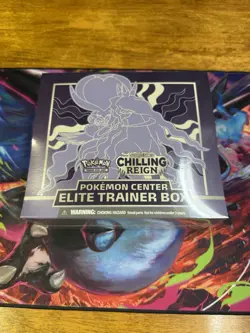 Pokémon
CHILLING
REIGN
POKÉMON CENTER
ELITE TRAINER BOX
WARNING: